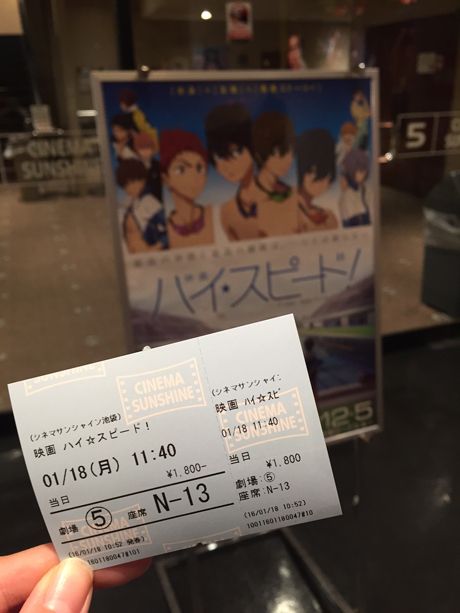 CINEMA
SUNSHINE
5
映画
ハイ☆スピード!
12.5
CINEMA
SUNSHINE
(シネマサンシャイン池袋)
映画 ハイ☆スピード!
01/18(月) 11:40
¥1,800-
当日
劇場 ⑤ 座席 N-13
(16/01/18 10:52 発券)
(シネマサンシャイン
映画 ハイ☆スピ
01/18 11:40
当日
¥1,800
劇場:⑤
座席:N-13
(16/01/18 10:52)